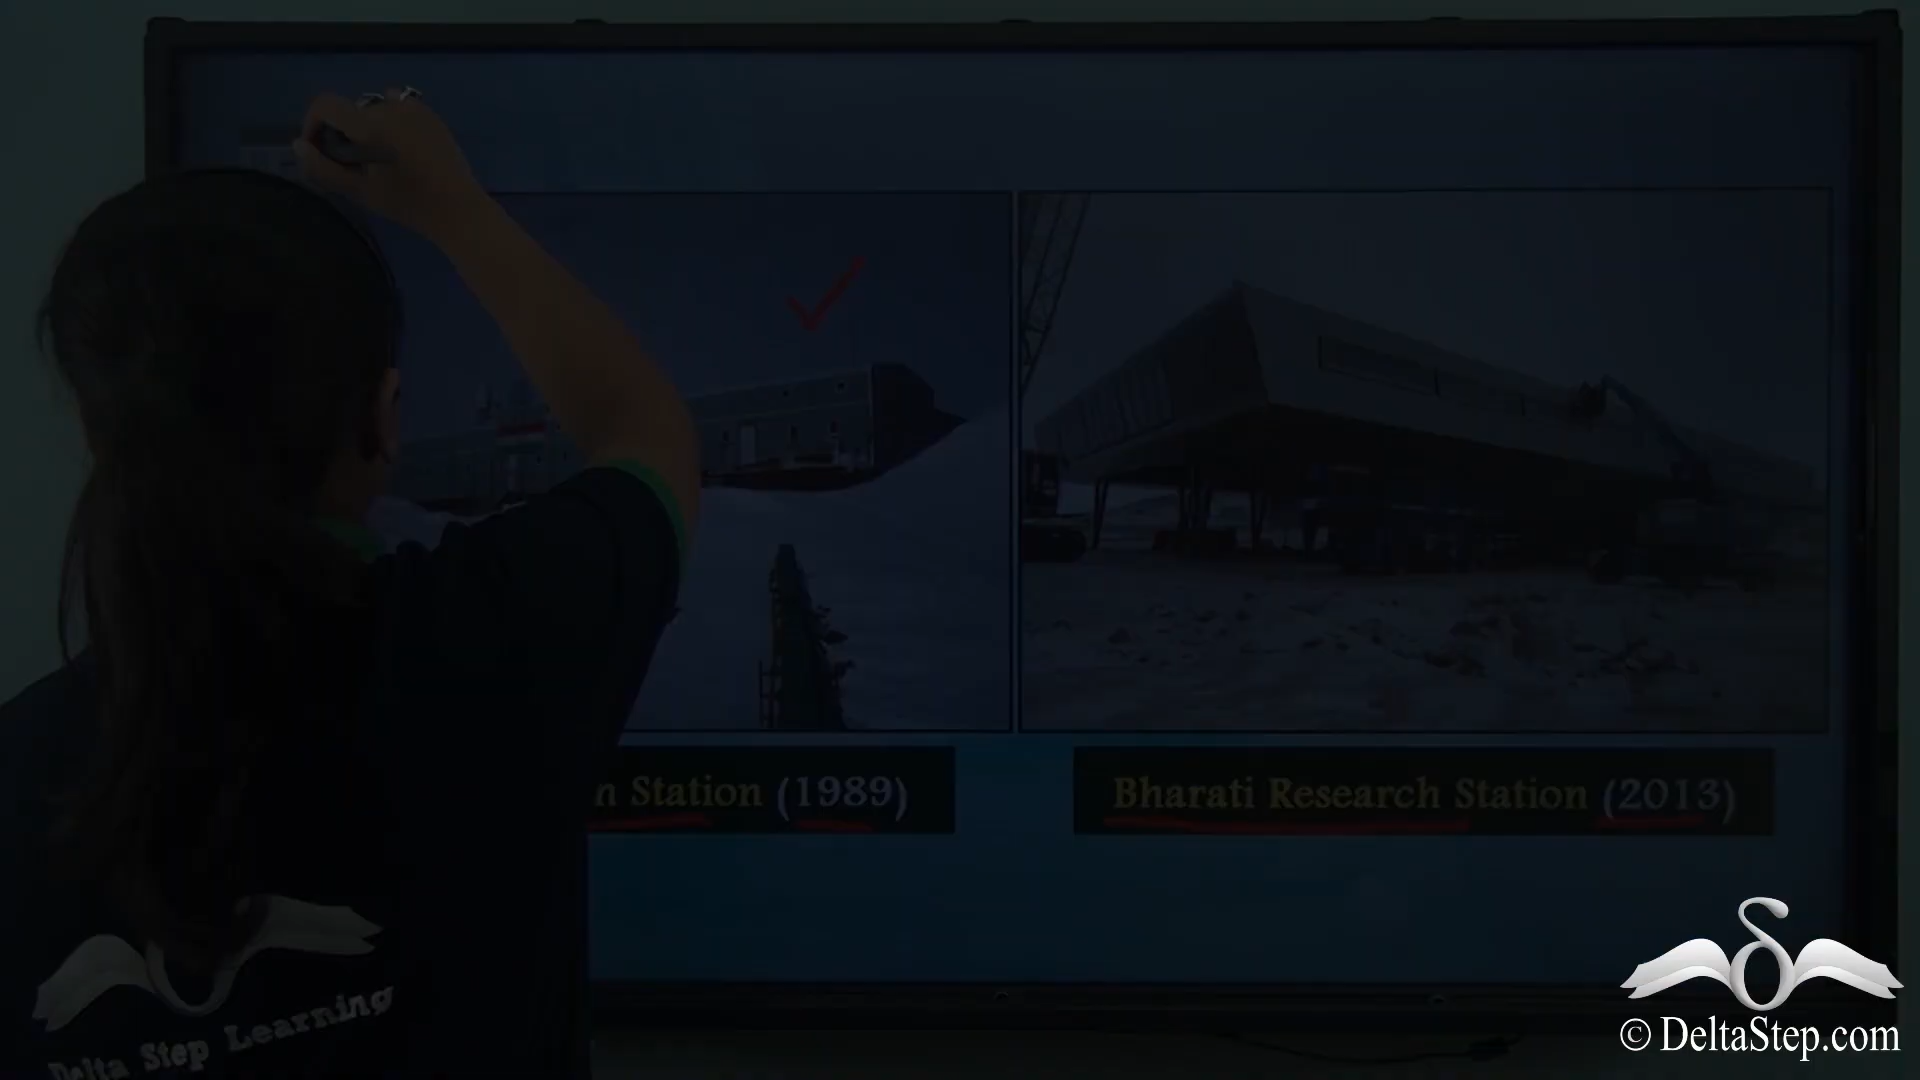 n Station (1989)
Bharati Research Station (2013)
Delta Step Learning
© DeltaStep.com